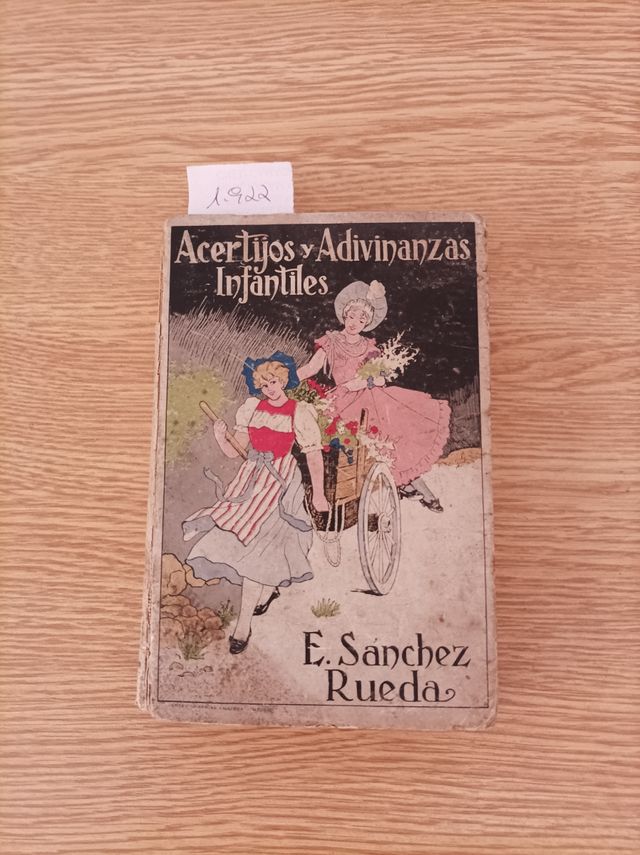 1.922
Acertijos y Adivinanzas
Infantiles
E. Sánchez
Rueda